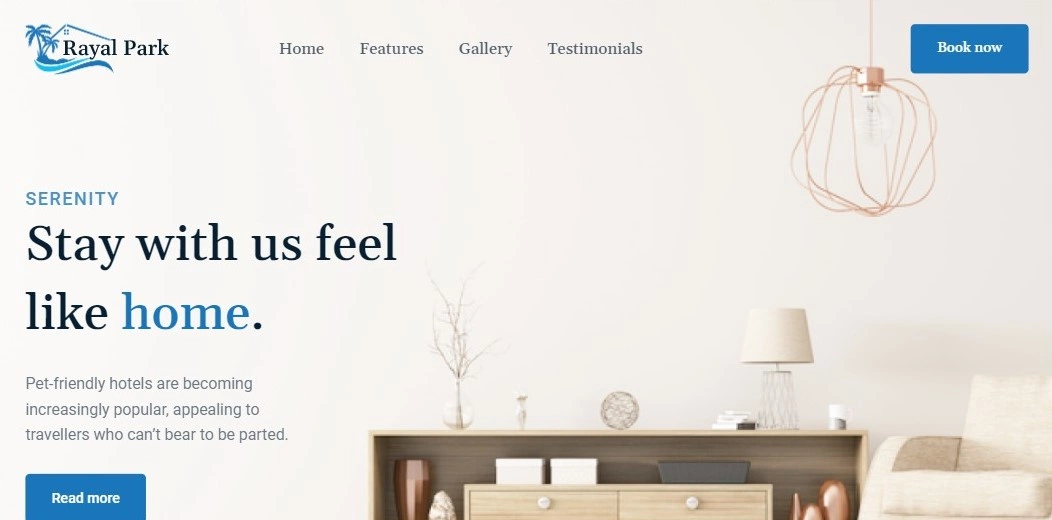 Rayal Park
Home Features Gallery Testimonials
Book now
SERENITY
Stay with us feel
like home.
Pet-friendly hotels are becoming
increasingly popular, appealing to
travellers who can't bear to be parted.
Read more